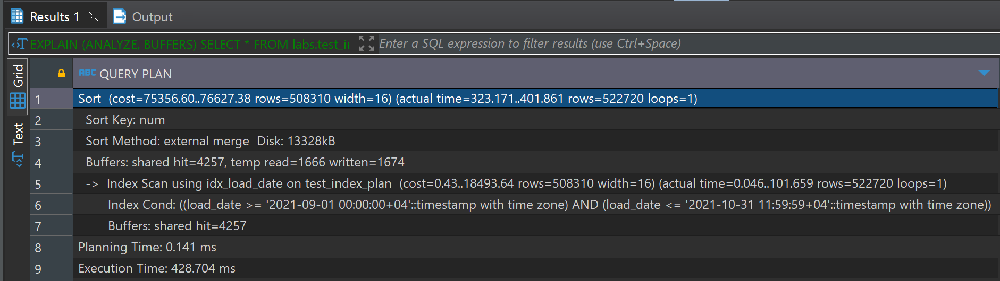 Results 1
Output
EXPLAIN (ANALYZE, BUFFERS) SELECT * FROM labs.test_i
Enter a SQL expression to filter results (use Ctrl+Space)
Grid
Text
ABC QUERY PLAN
1 Sort (cost=75356.60..76627.38 rows=508310 width=16) (actual time=323.171..401.861 rows=522720 loops=1)
2 Sort Key: num
3 Sort Method: external merge Disk: 13328kB
4 Buffers: shared hit=4257, temp read=1666 written=1674
5 -> Index Scan using idx_load_date on test_index_plan (cost=0.43..18493.64 rows=508310 width=16) (actual time=0.046..101.659 rows=522720 loops=1)
6 Index Cond: ((load_date >= '2021-09-01 00:00:00+04'::timestamp with time zone) AND (load_date <= '2021-10-31 11:59:59+04'::timestamp with time zone))
7 Buffers: shared hit=4257
8 Planning Time: 0.141 ms
9 Execution Time: 428.704 ms